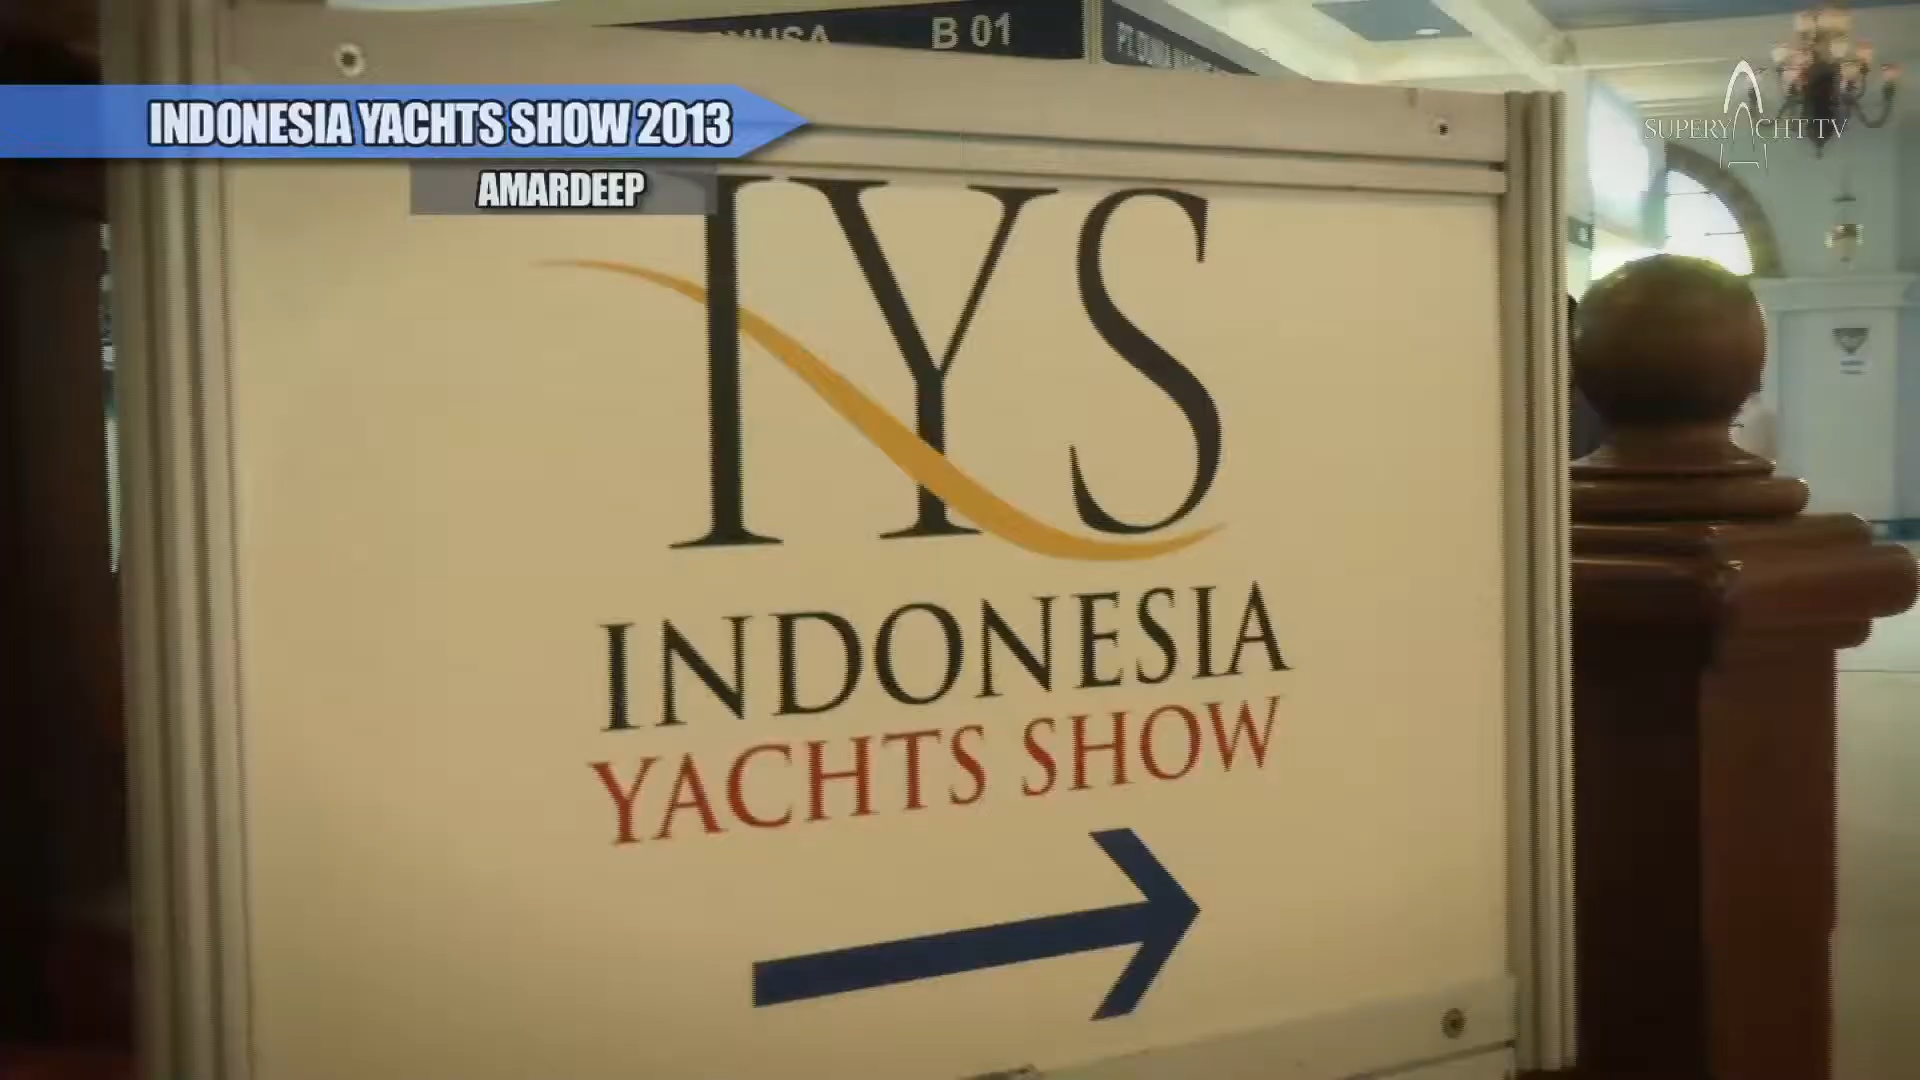 B 01
INDONESIA YACHTS SHOW 2013
AMARDEEP
SUPERYACHT TV
IYS
INDONESIA
YACHTS SHOW